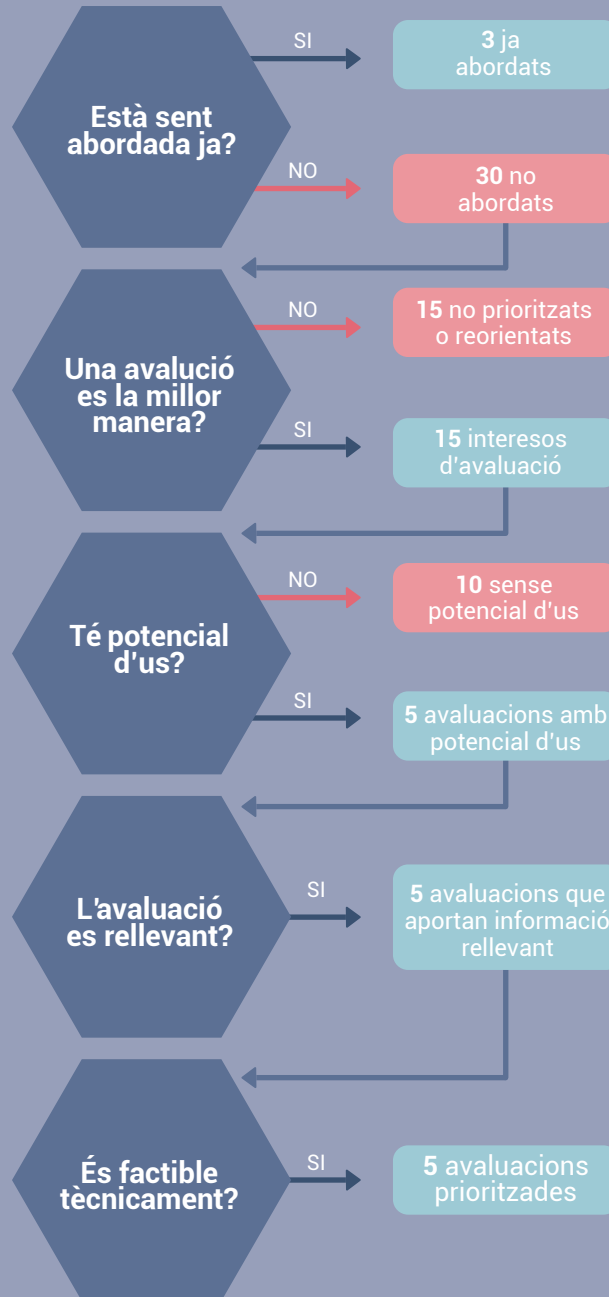 Està sent
abordada ja?
SI
3 ja
abordats
NO
30 no
abordats
Una avalució
es la millor
manera?
NO
15 no prioritzats
o reorientats
SI
15 interesos
d'avaluació
Té potencial
d'us?
NO
10 sense
potencial d'us
SI
5 avaluacions amb
potencial d'us
L'avaluació
es rellevant?
SI
5 avaluacions que
aportan informació
rellevant
És factible
tècnicament?
SI
5 avaluacions
prioritzades